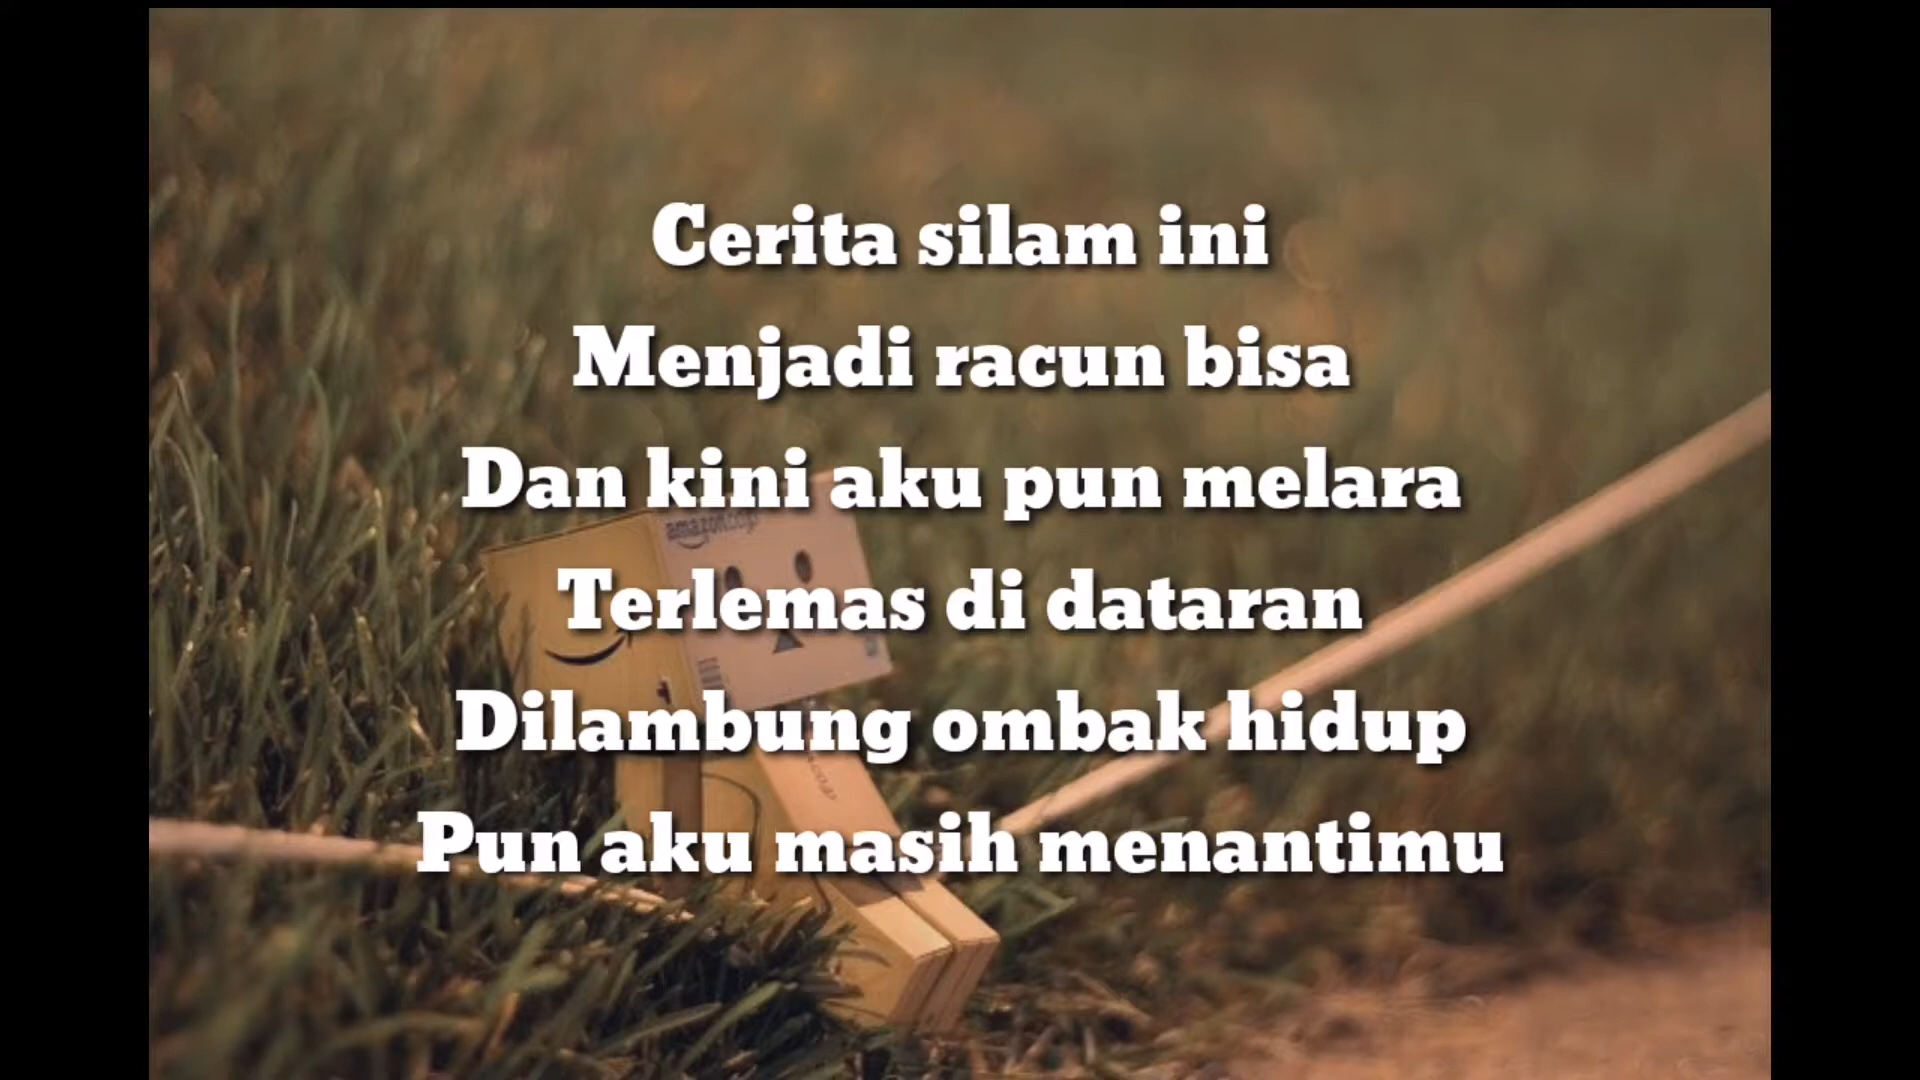 Cerita silam ini
Menjadi racun bisa
Dan kini aku pun melara
Terlemas di dataran
Dilambung ombak hidup
Pun aku masih menantimu